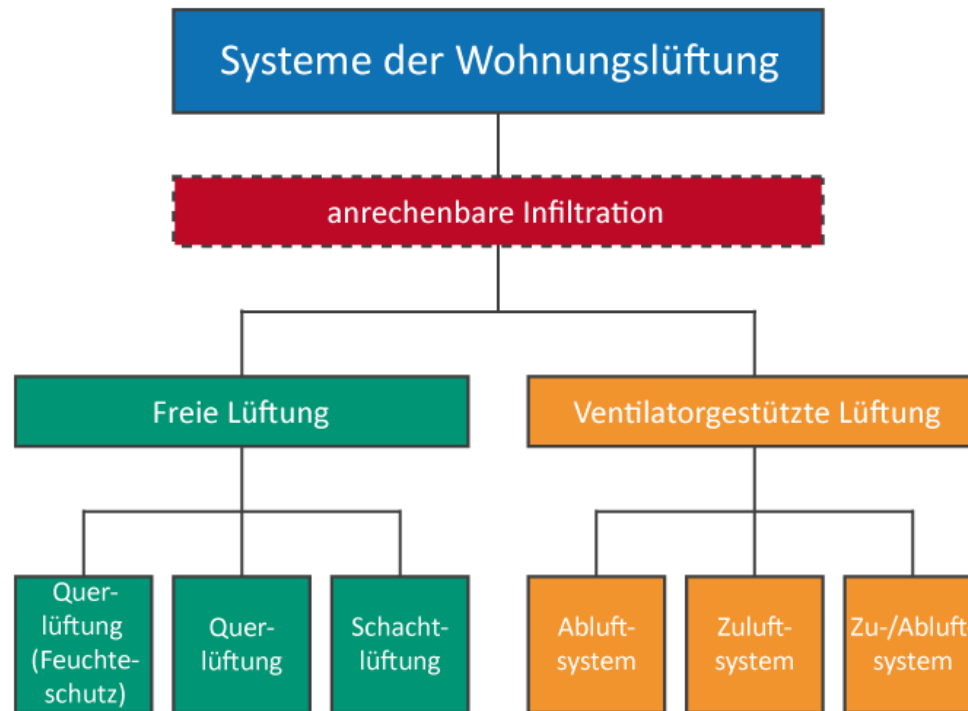 Systeme der Wohnungslüftung
anrechenbare Infiltration
Freie Lüftung
Ventilatorgestützte Lüftung
Quer-
lüftung
(Feuchte-
schutz)
Quer-
lüftung
Schacht-
lüftung
Abluft-
system
Zuluft-
system
Zu-/Abluft-
system